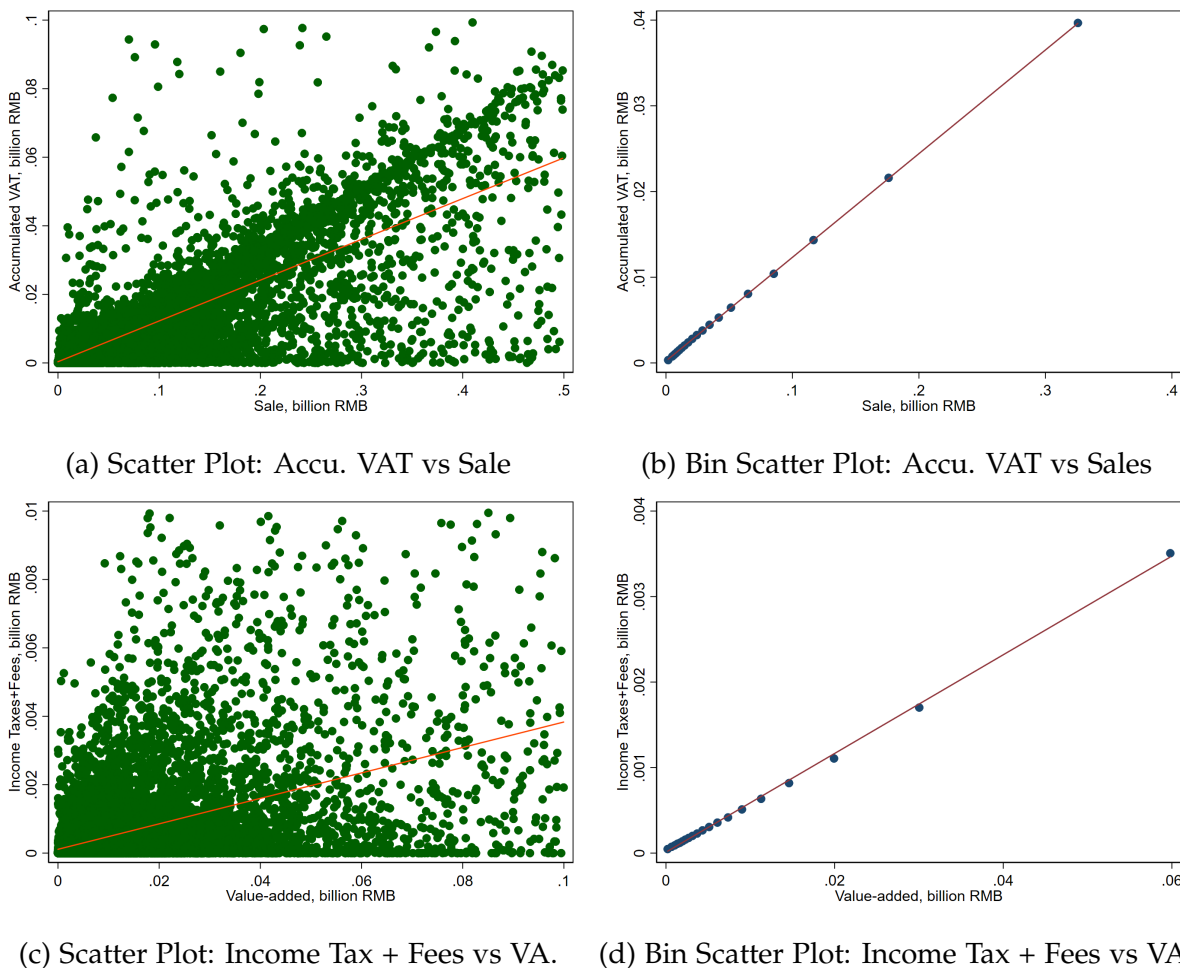 Accumulated VAT, billion RMB
.1
.08
.06
.04
.02
0
0 .1 .2 .3 .4 .5
Sale, billion RMB
Accumulated VAT, billion RMB
.04
.03
.02
.01
0
0 .1 .2 .3 .4
Sale, billion RMB
(a) Scatter Plot: Accu. VAT vs Sale
(b) Bin Scatter Plot: Accu. VAT vs Sales
Income Taxes+Fees, billion RMB
.01
.008
.006
.004
.002
0
0 .02 .04 .06 .08 .1
Value-added, billion RMB
Income Taxes+Fees, billion RMB
.004
.003
.002
.001
0
0 .02 .04 .06
Value-added, billion RMB
(c) Scatter Plot: Income Tax + Fees vs VA.
(d) Bin Scatter Plot: Income Tax + Fees vs VA